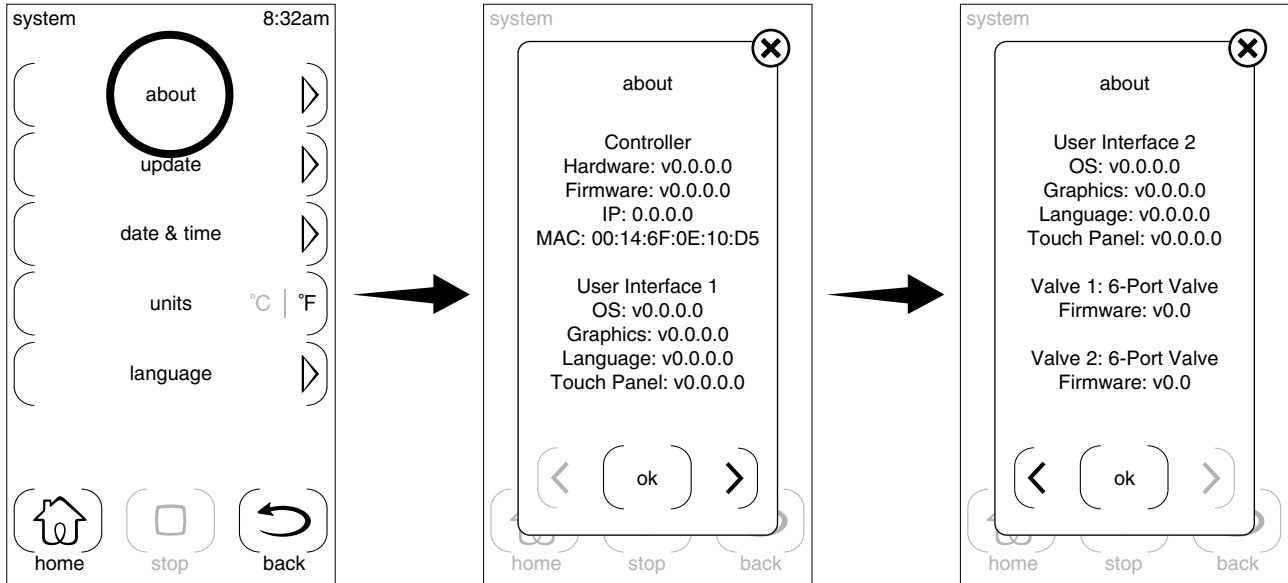 system 8:32am
about
update
date & time
units °C | °F
language
home stop back
system
about
Controller
Hardware: v0.0.0.0
Firmware: v0.0.0.0
IP: 0.0.0.0
MAC: 00:14:6F:0E:10:D5
User Interface 1
OS: v0.0.0.0
Graphics: v0.0.0.0
Language: v0.0.0.0
Touch Panel: v0.0.0.0
ok
home stop back
system
about
User Interface 2
OS: v0.0.0.0
Graphics: v0.0.0.0
Language: v0.0.0.0
Touch Panel: v0.0.0.0
Valve 1: 6-Port Valve
Firmware: v0.0
Valve 2: 6-Port Valve
Firmware: v0.0
ok
home stop back